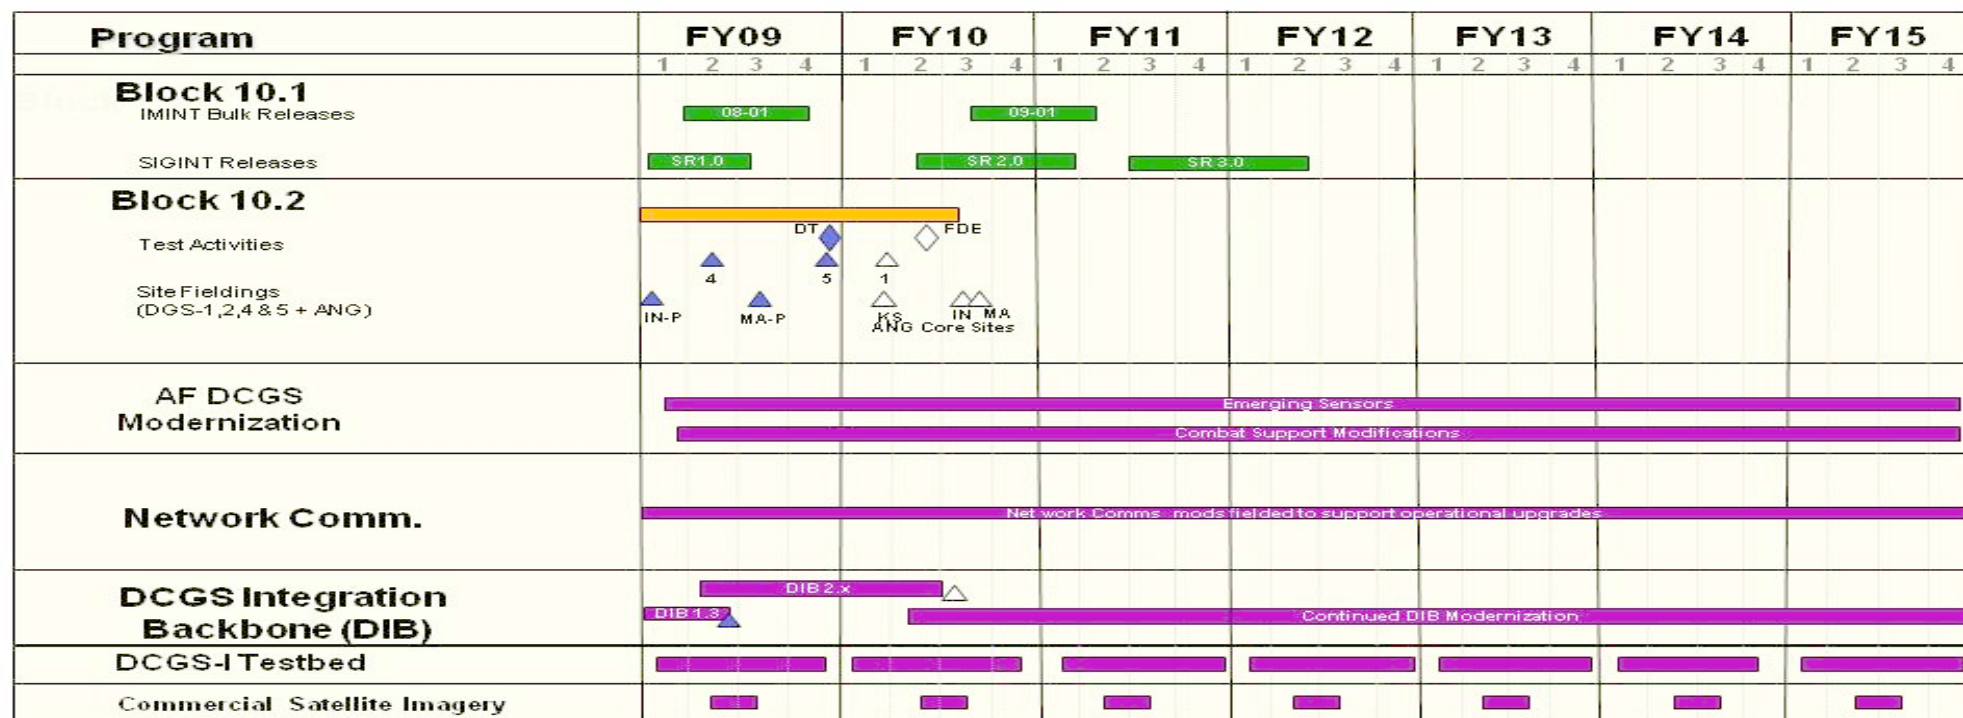 Program FY09 FY10 FY11 FY12 FY13 FY14 FY15
1 2 3 4 1 2 3 4 1 2 3 4 1 2 3 4 1 2 3 4 1 2 3 4 1 2 3 4
Block 10.1
IMINT Bulk Releases 08-01 09-01
SIGINT Releases SR1.0 SR 2.0 SR 3.0
Block 10.2
DT FDE
Test Activities
4 5 1
Site Fieldings
(DGS-1,2,4 & 5 + ANG)
IN-P MA-P KS IN MA
ANG Core Sites
AF DCGS
Modernization
Emerging Sensors
Combat Support Modifications
Network Comm. Network Comms mods fielded to support operational upgrades
DCGS Integration
Backbone (DIB)
DIB 2.x
DIB 1.3 Continued DIB Modernization
DCGS-I Testbed
Commercial Satellite Imagery